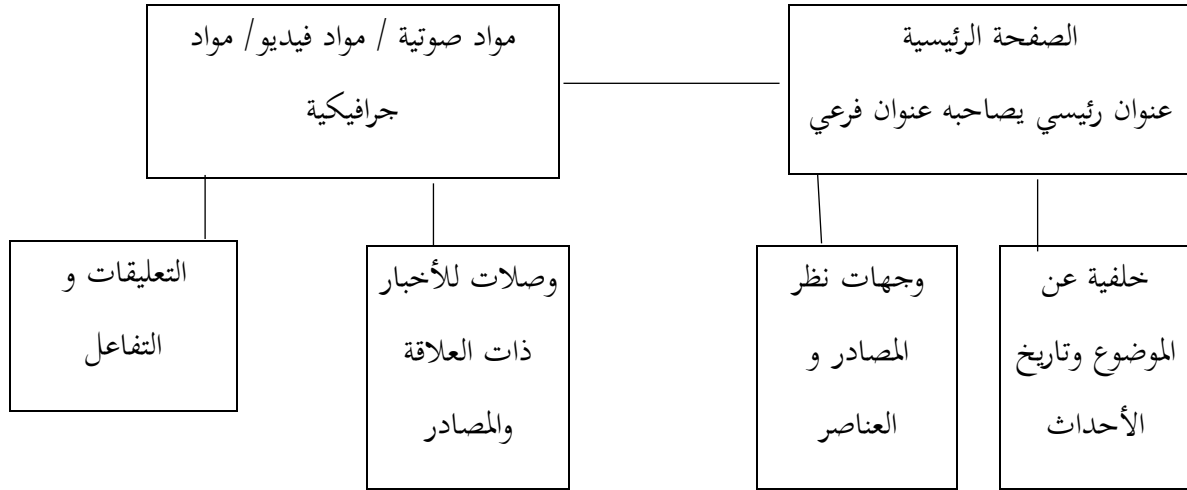 الصفحة الرئيسية
عنوان رئيسي يصاحبه عنوان فرعي
مواد صوتية / مواد فيديو/ مواد
جرافيكية
خلفية عن
الموضوع وتاريخ
الأحداث
وجهات نظر
المصادر و
العناصر
وصلات للأخبار
ذات العلاقة
والمصادر
التعليقات و
التفاعل